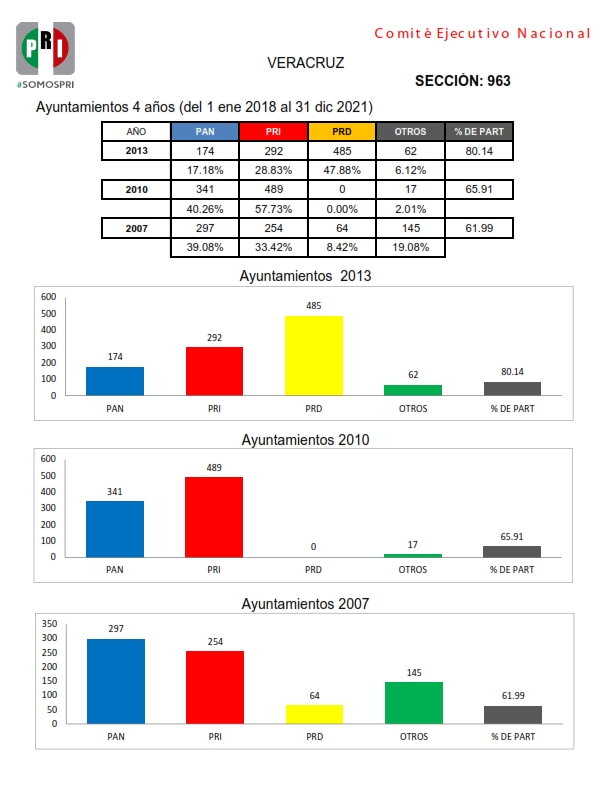 Comité Ejecutivo Nacional
PRI
#SOMOSPRI
VERACRUZ
SECCIÓN: 963
Ayuntamientos 4 años (del 1 ene 2018 al 31 dic 2021)
AÑO PAN PRI PRD OTROS % DE PART
2013 174 292 485 62 80.14
17.18% 28.83% 47.88% 6.12%
2010 341 489 0 17 65.91
40.26% 57.73% 0.00% 2.01%
2007 297 254 64 145 61.99
39.08% 33.42% 8.42% 19.08%
Ayuntamientos 2013
600
500
400
300
200
100
0
174 292 485 62 80.14
PAN PRI PRD OTROS % DE PART
Ayuntamientos 2010
600
500
400
300
200
100
0
341 489 0 17 65.91
PAN PRI PRD OTROS % DE PART
Ayuntamientos 2007
350
300
250
200
150
100
50
0
297 254 64 145 61.99
PAN PRI PRD OTROS % DE PART